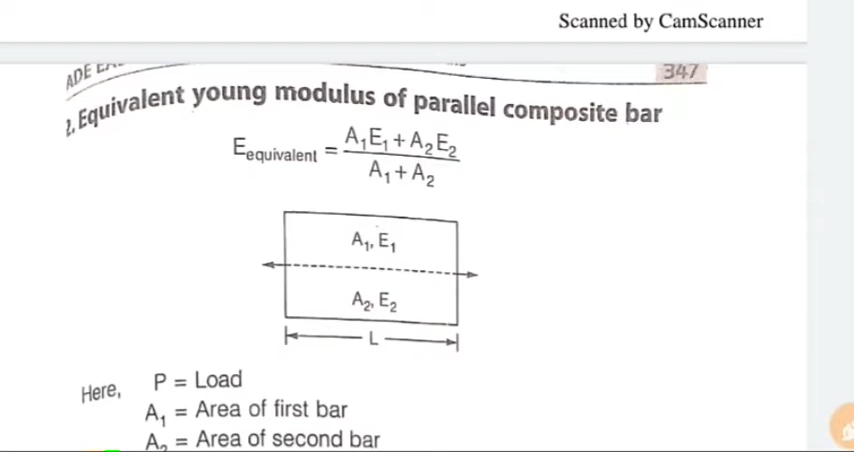 Scanned by CamScanner
347
2. Equivalent young modulus of parallel composite bar
E_equivalent = (A₁E₁ + A₂E₂) / (A₁ + A₂)
A₁, E₁
A₂, E₂
L
Here, P = Load
A₁ = Area of first bar
A₂ = Area of second bar